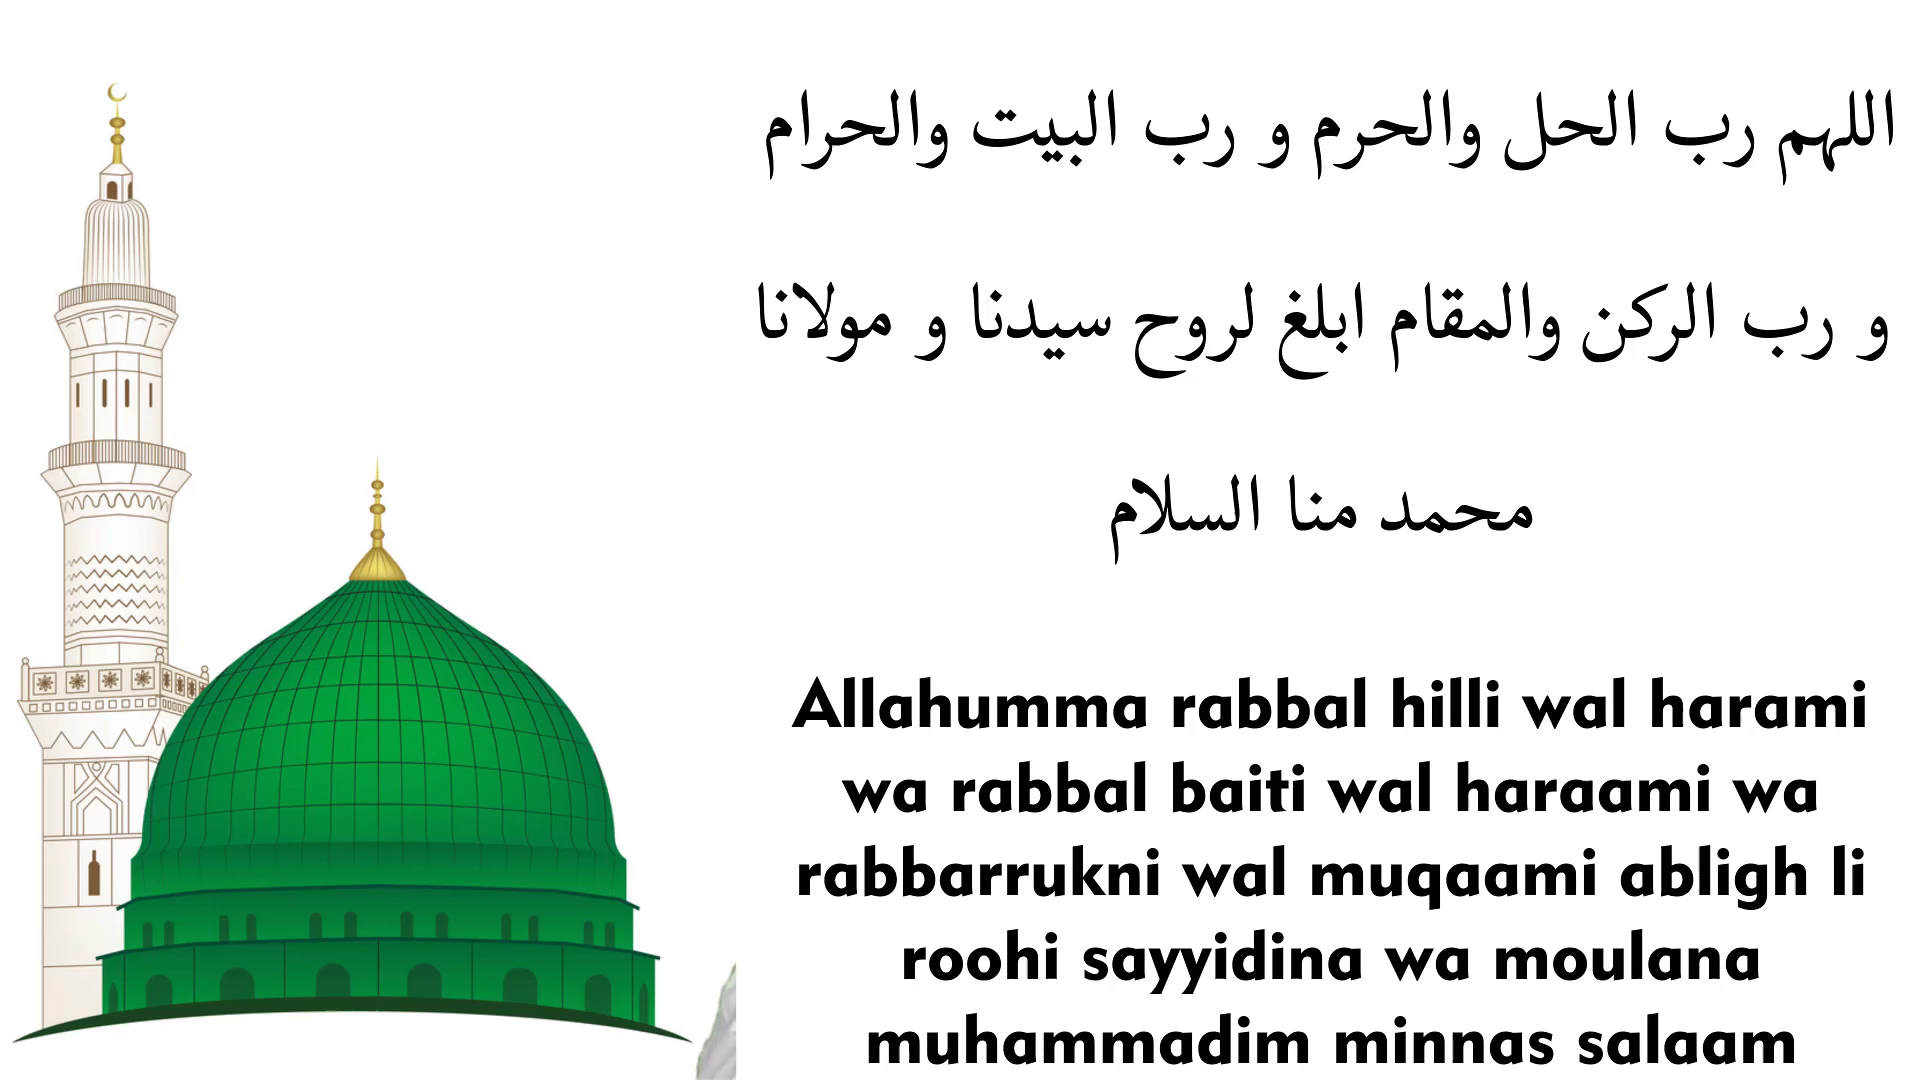 اللهم رب الحل والحرم و رب البيت والحرام
و رب الركن والمقام ابلغ لروح سيدنا و مولانا
محمد منا السلام
Allahumma rabbal hilli wal harami
wa rabbal baiti wal haraami wa
rabbarrukni wal muqaami abligh li
roohi sayyidina wa moulana
muhammadim minnas salaam